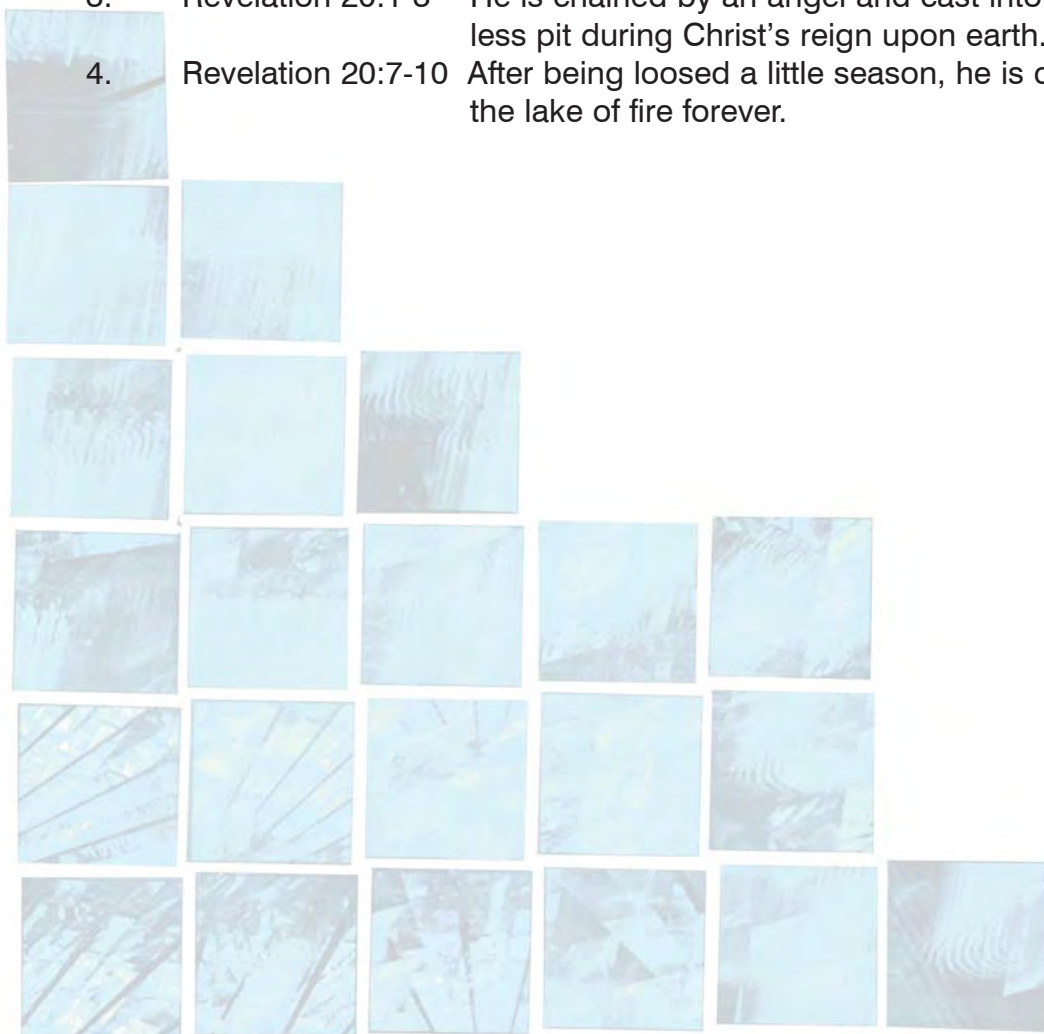 3. Revelation 20:1-3 He is chained by an angel and cast into
less pit during Christ’s reign upon earth.
4. Revelation 20:7-10 After being loosed a little season, he is
the lake of fire forever.